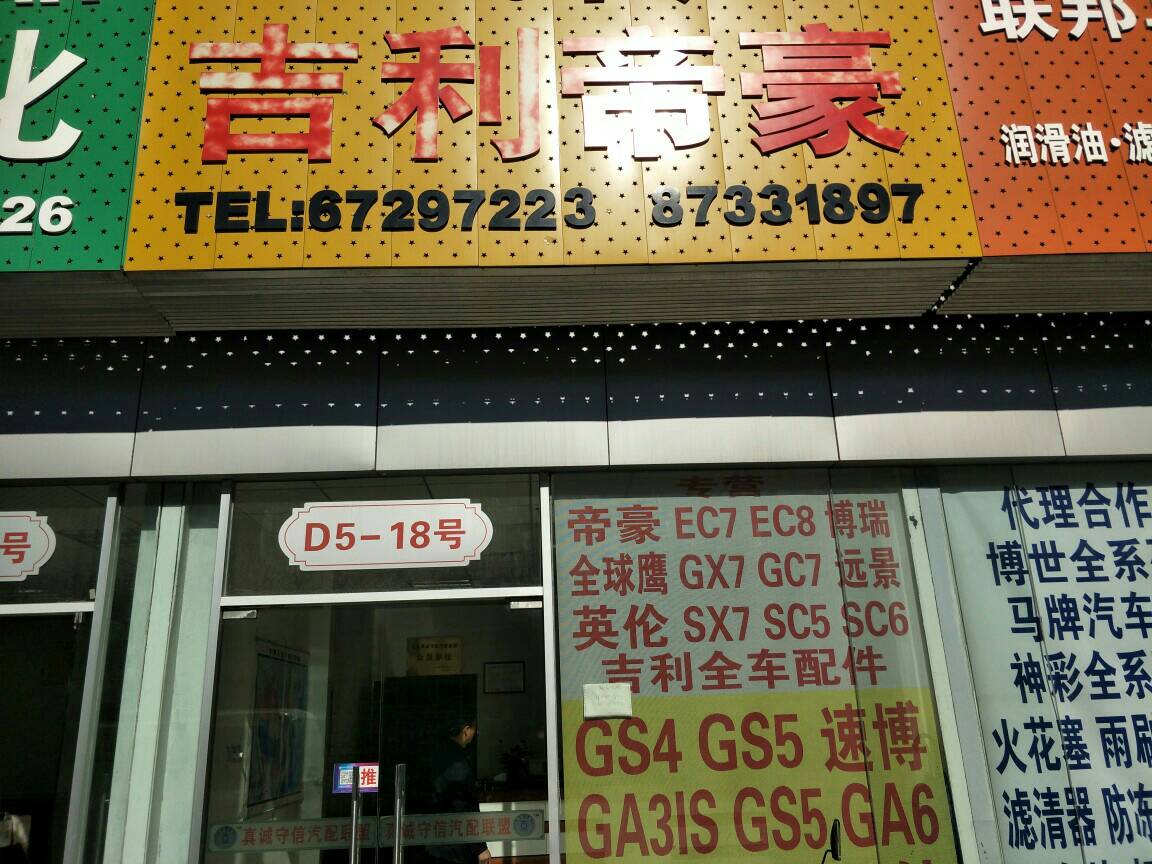 吉利帝豪
TEL:67297223 87331897
化
26
联邦
润滑油·滤
号
D5-18号
专营
帝豪 EC7 EC8 博瑞
全球鹰 GX7 GC7 远景
英伦 SX7 SC5 SC6
吉利全车配件
GS4 GS5 速博
GA3IS GS5 GA6
代理合作
博世全系
马牌汽车
神彩全系
火花塞 雨刷
滤清器 防冻
推
真诚守信汽配联盟
真诚守信汽配联盟